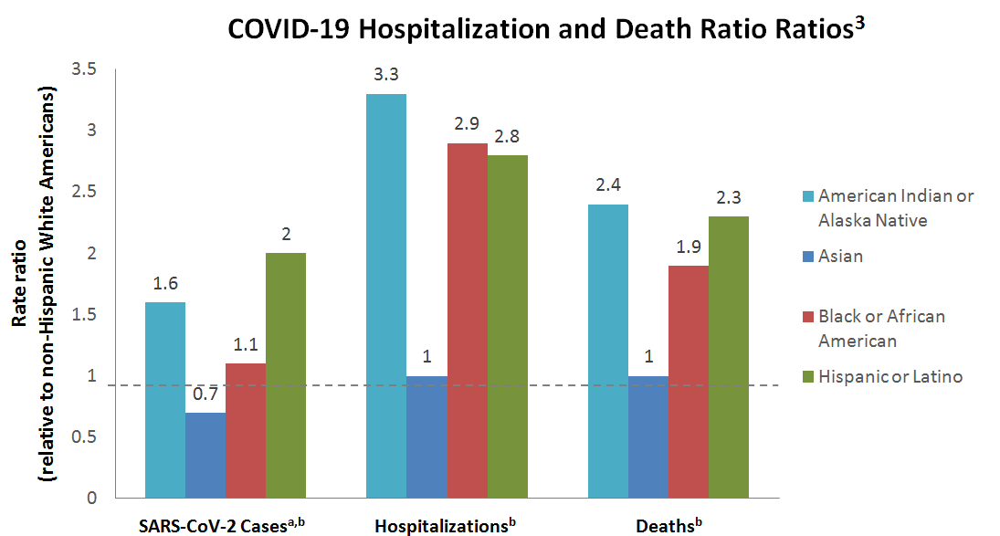 COVID-19 Hospitalization and Death Ratio Ratios3
Rate ratio
(relative to non-Hispanic White Americans)
3.5
3
2.5
2
1.5
1
0.5
0
1.6
0.7
1.1
2
3.3
1
2.9
2.8
2.4
1
1.9
2.3
SARS-CoV-2 Casesa,b
Hospitalizationsb
Deathsb
American Indian or
Alaska Native
Asian
Black or African
American
Hispanic or Latino